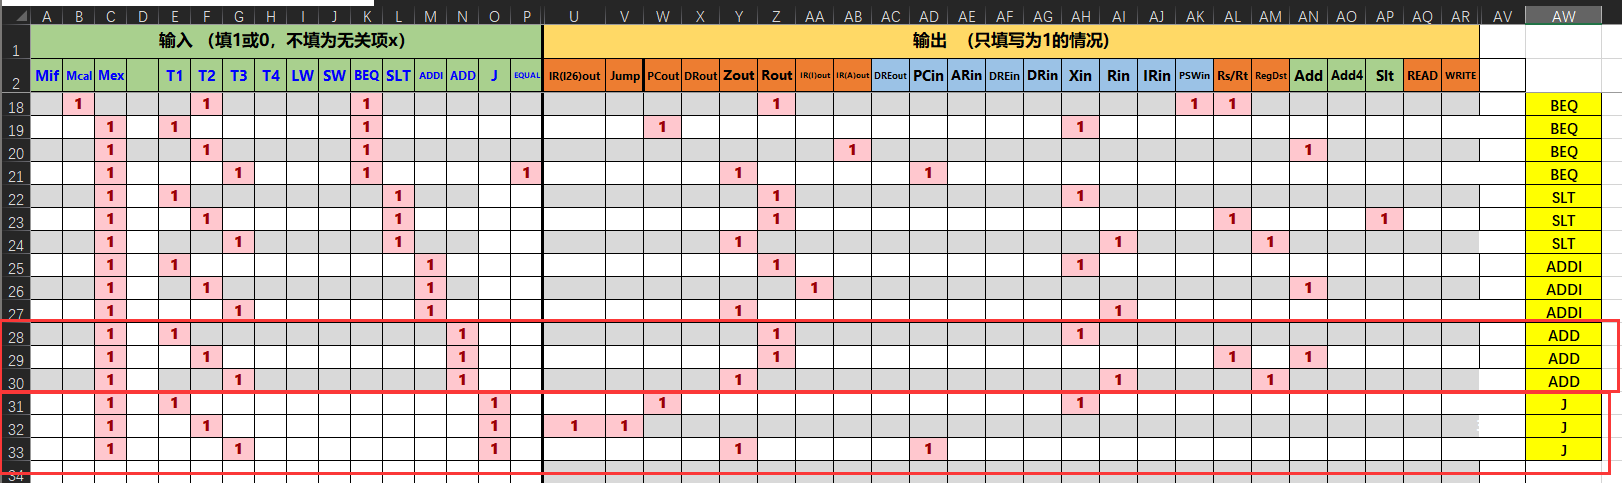 A B C D E F G H I J K L M N O P U V W X Y Z AA AB AC AD AE AF AG AH AI AJ AK AL AM AN AO AP AQ AR AV AW
1 输入 （填1或0，不填为无关项x） 输出 （只填写为1的情况）
2 Mif Mcal Mex T1 T2 T3 T4 LW SW BEQ SLT ADDI ADD J EQUAL IR(I26)out Jump PCout DRout Zout Rout IR(I)out IR(A)out DREout PCin ARin DREin DRin Xin Rin IRin PSWin Rs/Rt RegDst Add Add4 Slt READ WRITE
18 1 1 1 1 1 1 BEQ
19 1 1 1 1 1 BEQ
20 1 1 1 1 1 BEQ
21 1 1 1 1 1 1 BEQ
22 1 1 1 1 1 SLT
23 1 1 1 1 1 1 SLT
24 1 1 1 1 1 1 SLT
25 1 1 1 1 1 ADDI
26 1 1 1 1 1 ADDI
27 1 1 1 1 1 ADDI
28 1 1 1 1 1 ADD
29 1 1 1 1 1 1 ADD
30 1 1 1 1 1 1 ADD
31 1 1 1 1 1 J
32 1 1 1 1 1 J
33 1 1 1 1 1 J
34